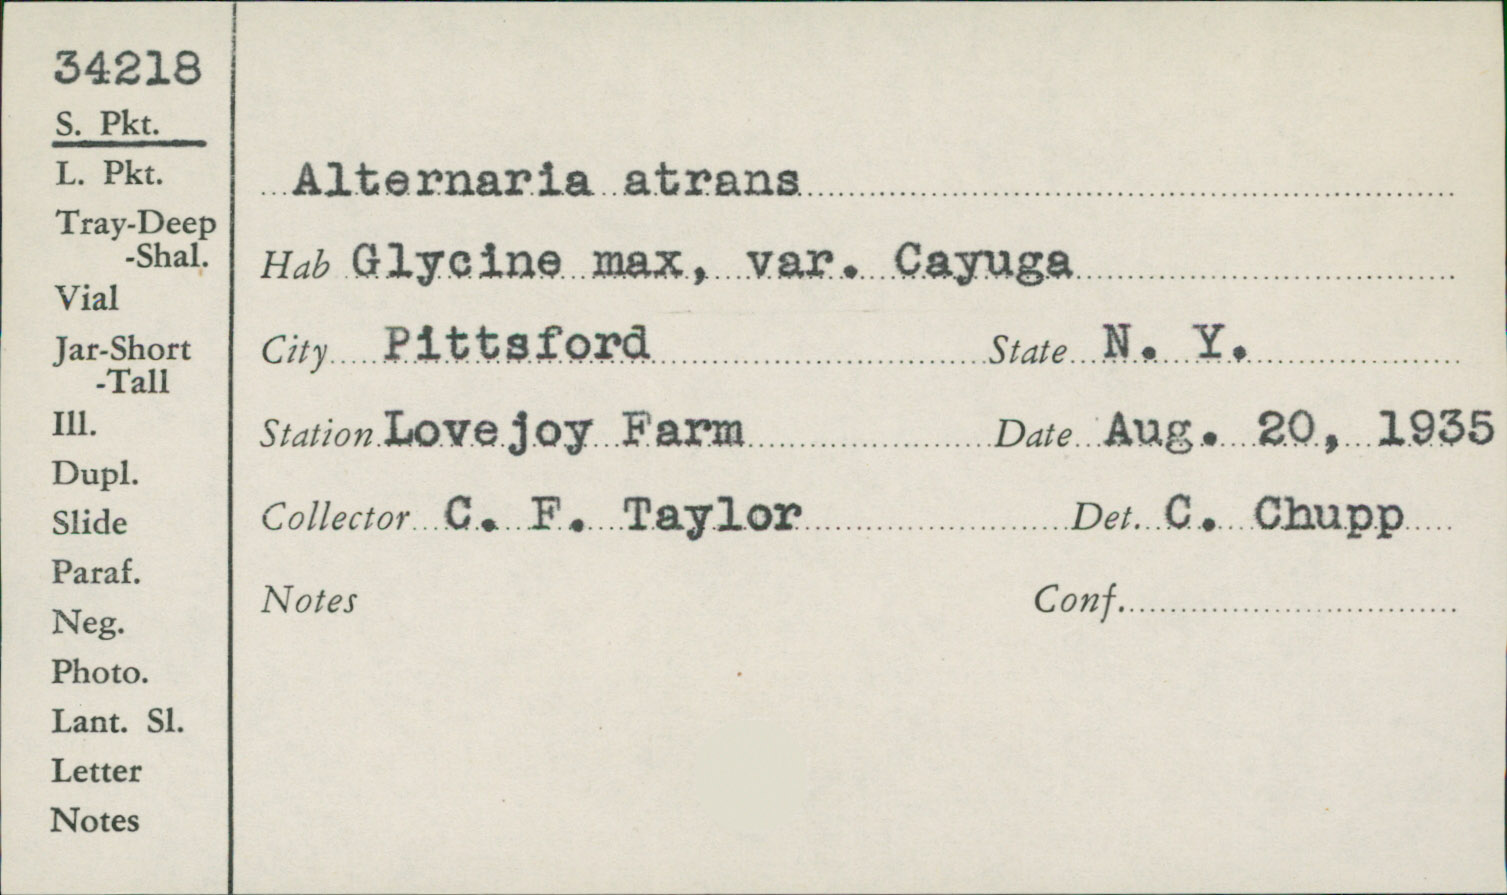 34218
S. Pkt.
L. Pkt.
Tray-Deep
-Shal.
Vial
Jar-Short
-Tall
Ill.
Dupl.
Slide
Paraf.
Neg.
Photo.
Lant. Sl.
Letter
Notes
Alternaria atrans
Hab Glycine max, var. Cayuga
City Pittsford State N. Y.
Station Lovejoy Farm Date Aug. 20, 1935
Collector C. F. Taylor Det. C. Chupp
Notes Conf.